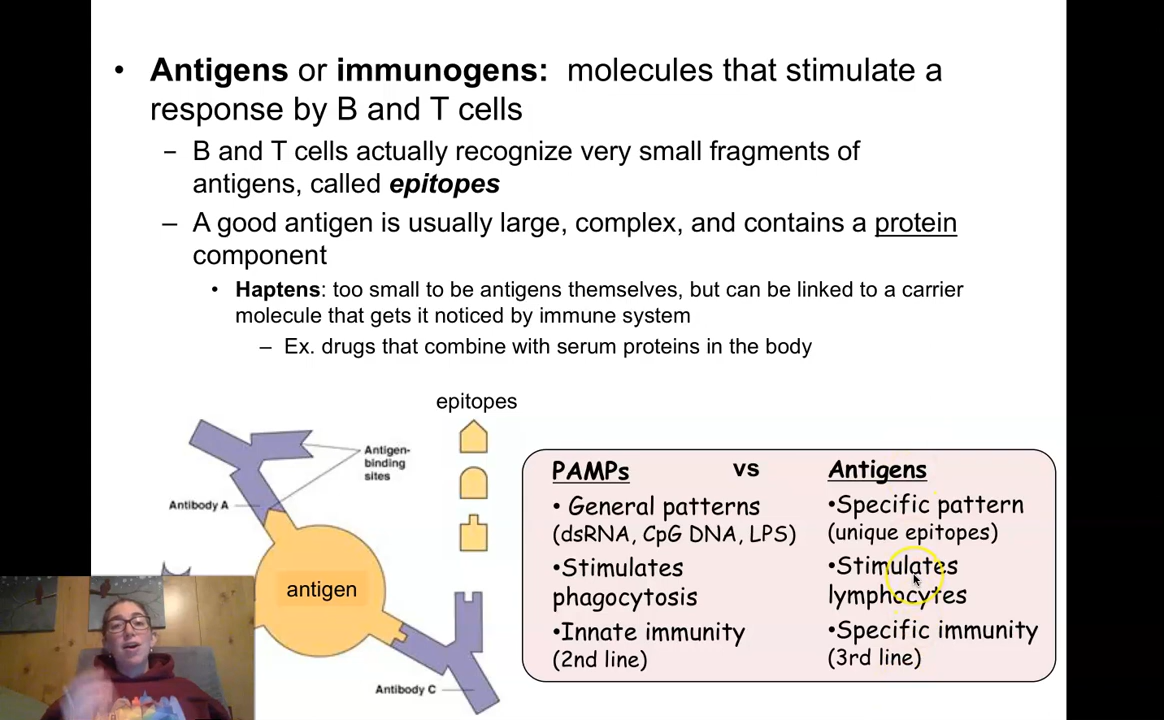 • Antigens or immunogens: molecules that stimulate a
response by B and T cells
– B and T cells actually recognize very small fragments of
antigens, called epitopes
– A good antigen is usually large, complex, and contains a protein
component
• Haptens: too small to be antigens themselves, but can be linked to a carrier
molecule that gets it noticed by immune system
– Ex. drugs that combine with serum proteins in the body
epitopes
Antigen-
binding
sites
Antibody A
antigen
Antibody C
PAMPs vs Antigens
• General patterns
(dsRNA, CpG DNA, LPS)
•Stimulates
phagocytosis
•Innate immunity
(2nd line)
•Specific pattern
(unique epitopes)
•Stimulates
lymphocytes
•Specific immunity
(3rd line)